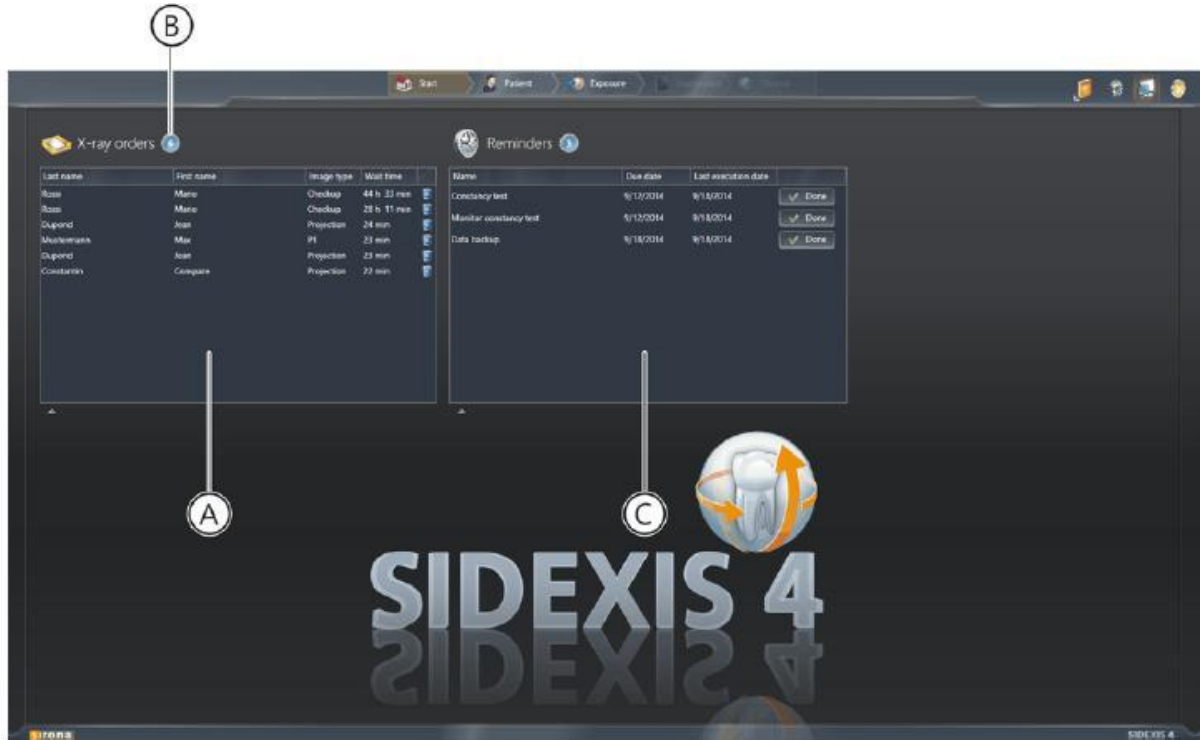 B
Start Patient Exposure
X-ray orders 6 Reminders 3
Last name First name Image type Wait time Name Due date Last execution date
Rossi Mario Checkup 44 h 33 min Constancy test 9/12/2014 9/18/2014 Done
Rossi Mario Checkup 28 h 11 min Monitor constancy test 9/12/2014 9/18/2014 Done
Dupond Jean Projection 24 min Data backup 9/18/2014 9/18/2014 Done
Mustermann Max P1 23 min
Dupond Jean Projection 23 min
Constantin Compare Projection 22 min
A C
SIDEXIS 4
sirona SIDEXIS 4